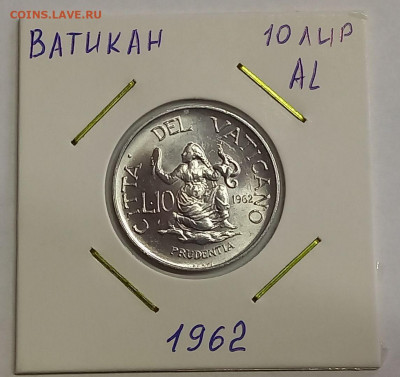 COINS.LAVE.RU
ВАТИКАН 10 ЛИР
AL
CITTA' DEL VATICANO
L.10 1962
PRUDENTIA
1962